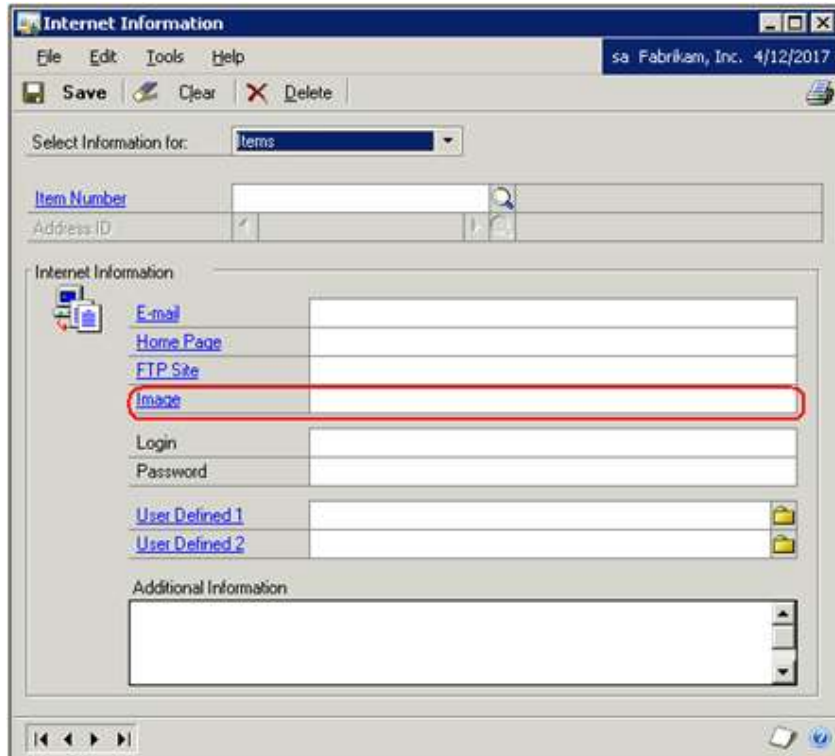 Internet Information
File Edit Tools Help sa Fabrikam, Inc. 4/12/2017
Save Clear Delete
Select Information for: Items
Item Number
Address ID
Internet Information
E-mail
Home Page
FTP Site
Image
Login
Password
User Defined 1
User Defined 2
Additional Information